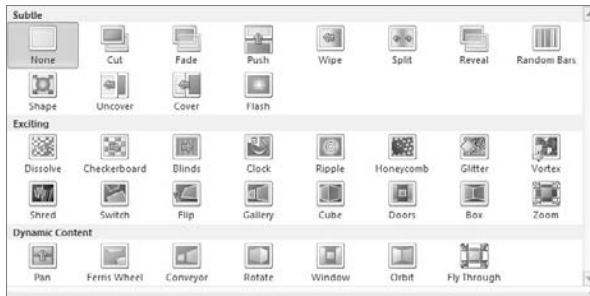 Subtle
None Cut Fade Push Wipe Split Reveal Random Bars
Shape Uncover Cover Flash
Exciting
Dissolve Checkerboard Blinds Clock Ripple Honeycomb Glitter Vortex
Shred Switch Flip Gallery Cube Doors Box Zoom
Dynamic Content
Pan Ferris Wheel Conveyor Rotate Window Orbit Fly Through